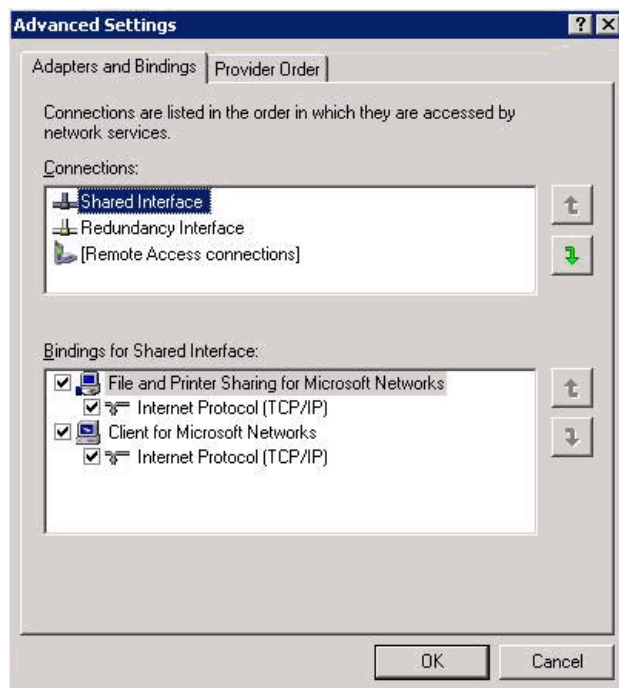 Advanced Settings
Adapters and Bindings
Provider Order
Connections are listed in the order in which they are accessed by
network services.
Connections:
Shared Interface
Redundancy Interface
[Remote Access connections]
Bindings for Shared Interface:
File and Printer Sharing for Microsoft Networks
Internet Protocol (TCP/IP)
Client for Microsoft Networks
Internet Protocol (TCP/IP)
OK
Cancel